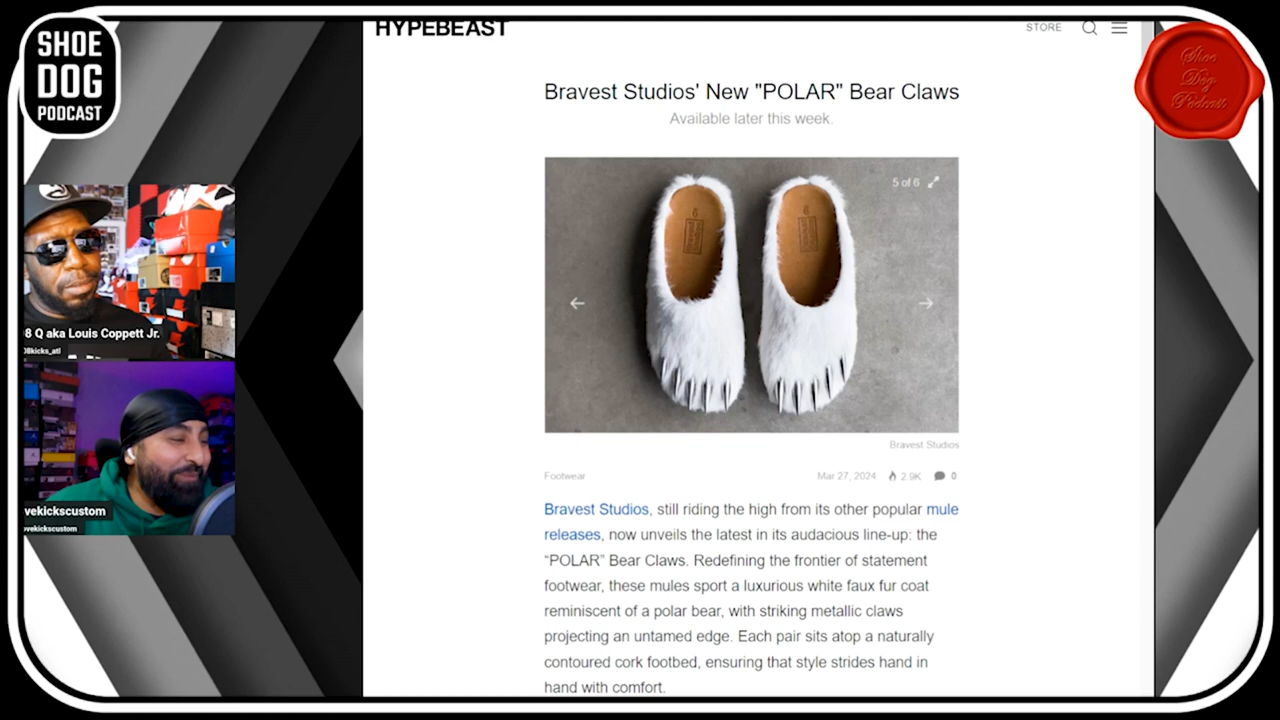 SHOE
DOG
PODCAST
HYPEBEAST
STORE
Shoe
Dog
Podcast
Bravest Studios' New "POLAR" Bear Claws
Available later this week.
5 of 6
8 Q aka Louis Coppett Jr.
08kicks_atl
vekickscustom
ovekickscustom
Bravest Studios
Footwear
Mar 27, 2024
2.9K
0
Bravest Studios, still riding the high from its other popular mule
releases, now unveils the latest in its audacious line-up: the
“POLAR” Bear Claws. Redefining the frontier of statement
footwear, these mules sport a luxurious white faux fur coat
reminiscent of a polar bear, with striking metallic claws
projecting an untamed edge. Each pair sits atop a naturally
contoured cork footbed, ensuring that style strides hand in
hand with comfort.